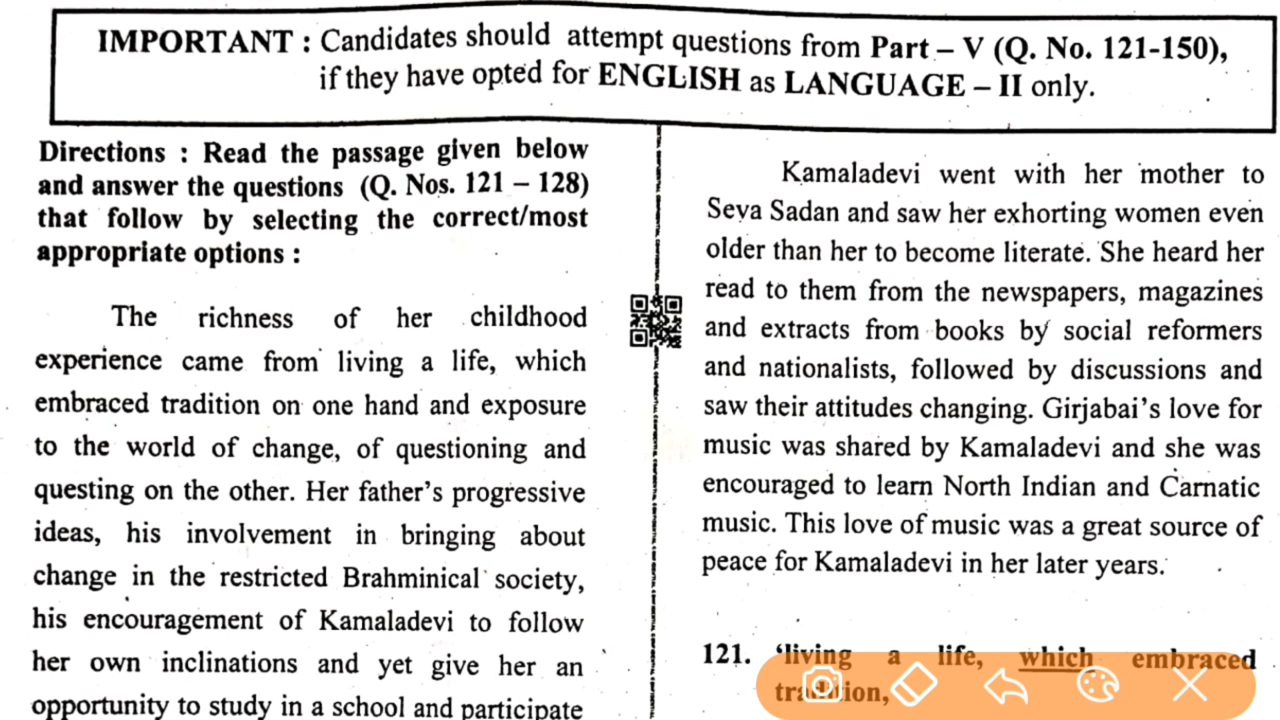 IMPORTANT : Candidates should attempt questions from Part – V (Q. No. 121-150),
if they have opted for ENGLISH as LANGUAGE – II only.
Directions : Read the passage given below
and answer the questions (Q. Nos. 121 – 128)
that follow by selecting the correct/most
appropriate options :
The richness of her childhood
experience came from living a life, which
embraced tradition on one hand and exposure
to the world of change, of questioning and
questing on the other. Her father's progressive
ideas, his involvement in bringing about
change in the restricted Brahminical society,
his encouragement of Kamaladevi to follow
her own inclinations and yet give her an
opportunity to study in a school and participate
Kamaladevi went with her mother to
Seva Sadan and saw her exhorting women even
older than her to become literate. She heard her
read to them from the newspapers, magazines
and extracts from books by social reformers
and nationalists, followed by discussions and
saw their attitudes changing. Girjabai's love for
music was shared by Kamaladevi and she was
encouraged to learn North Indian and Carnatic
music. This love of music was a great source of
peace for Kamaladevi in her later years.
121. 'living a life, which embraced
tradition,